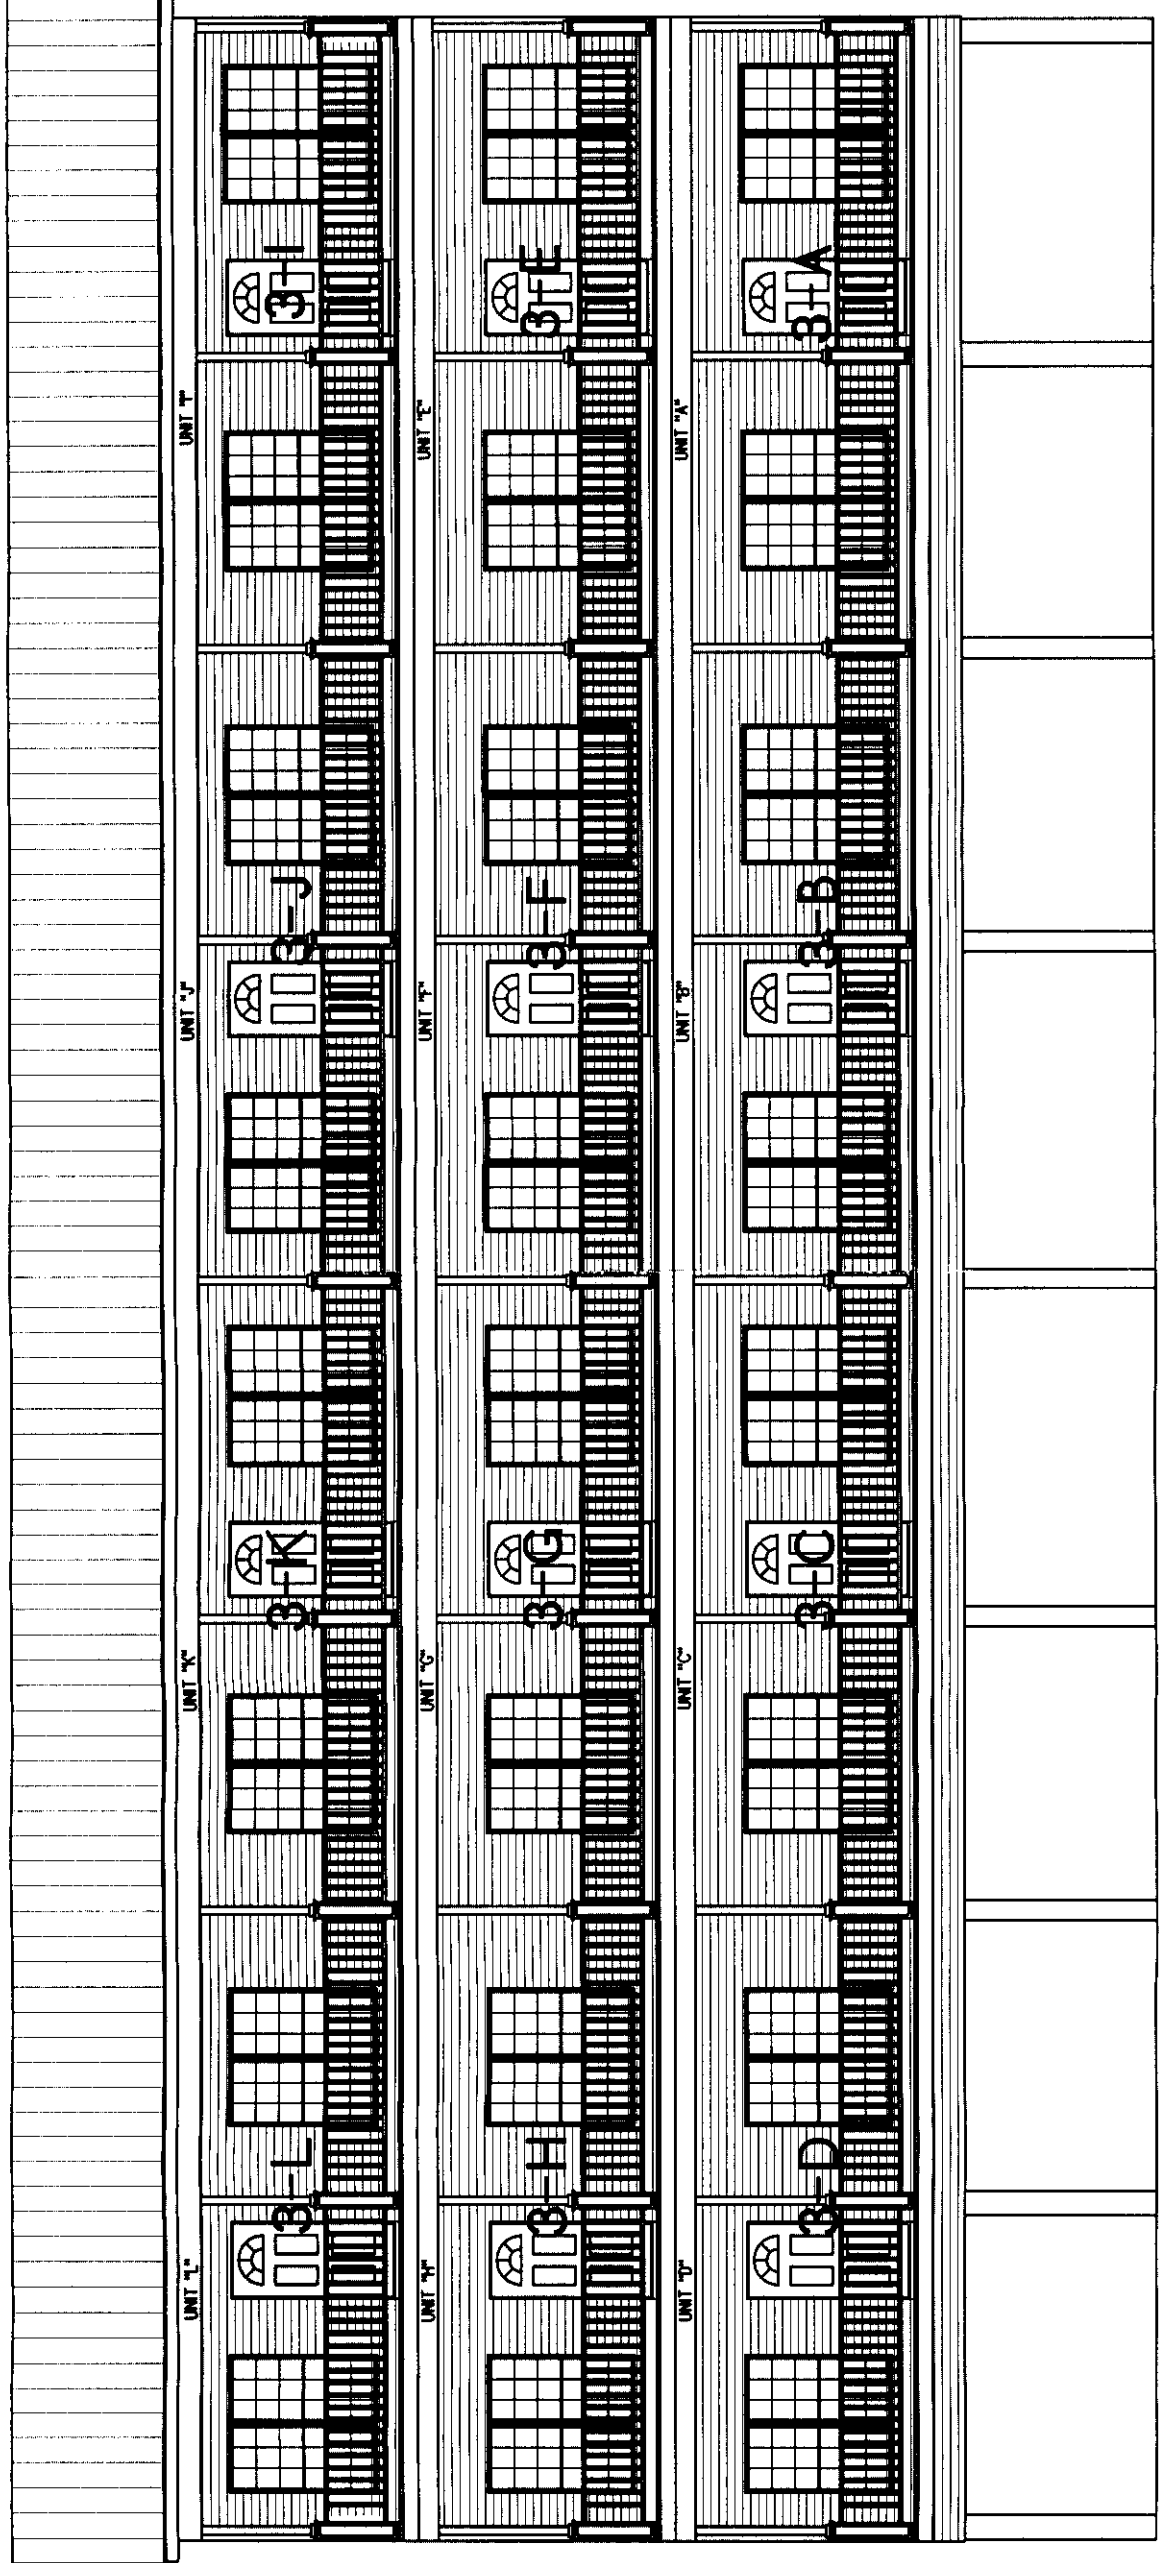 UNIT "L" UNIT "K" UNIT "J" UNIT "I"
3-L 3-K 3-J 3-I
UNIT "H" UNIT "G" UNIT "F" UNIT "E"
3-H 3-G 3-F 3-E
UNIT "D" UNIT "C" UNIT "B" UNIT "A"
3-D 3-C 3-B 3-A